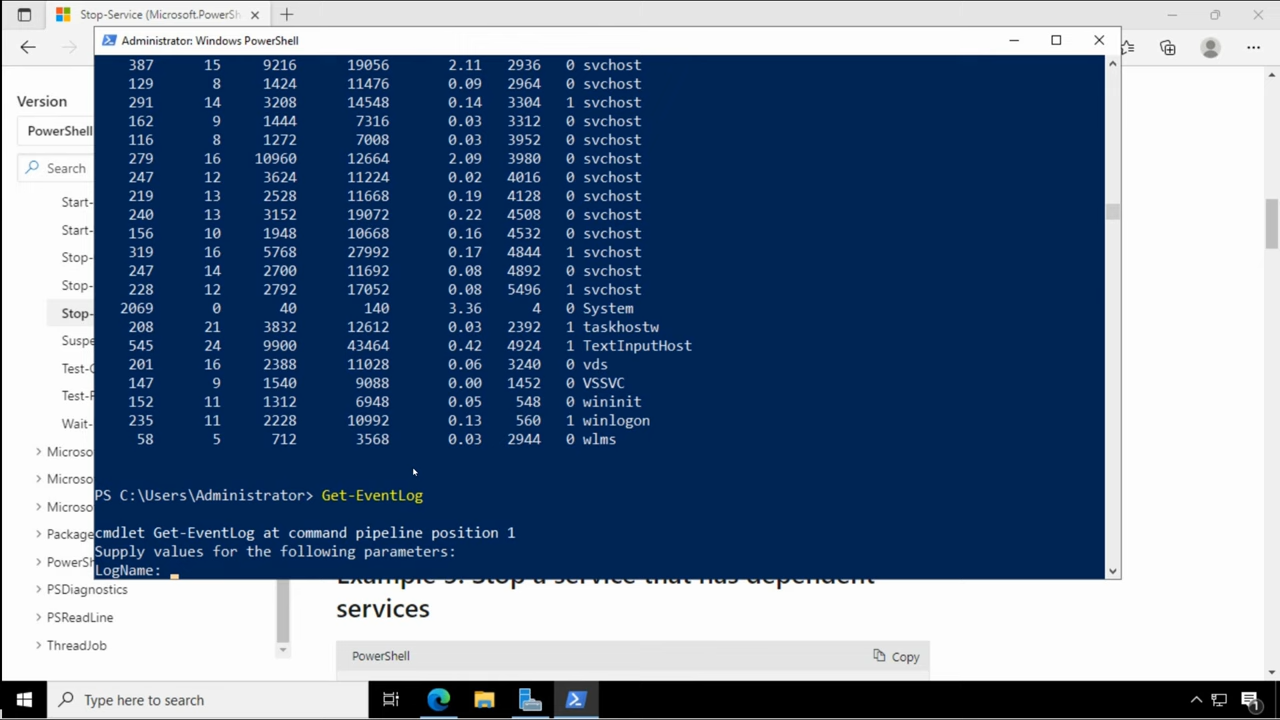 Stop-Service (Microsoft.PowerSh
Administrator: Windows PowerShell
Version
PowerShell
Search
Start-
Start-
Stop-
Stop-
Stop-
Suspe
Test-C
Test-P
Wait-
Microso
Microso
Microso
Package
PowerSh
PSDiagnostics
PSReadLine
ThreadJob
387 15 9216 19056 2.11 2936 0 svchost
129 8 1424 11476 0.09 2964 0 svchost
291 14 3208 14548 0.14 3304 1 svchost
162 9 1444 7316 0.03 3312 0 svchost
116 8 1272 7008 0.03 3952 0 svchost
279 16 10960 12664 2.09 3980 0 svchost
247 12 3624 11224 0.02 4016 0 svchost
219 13 2528 11668 0.19 4128 0 svchost
240 13 3152 19072 0.22 4508 0 svchost
156 10 1948 10668 0.16 4532 0 svchost
319 16 5768 27992 0.17 4844 1 svchost
247 14 2700 11692 0.08 4892 0 svchost
228 12 2792 17052 0.08 5496 1 svchost
2069 0 40 140 3.36 4 0 System
208 21 3832 12612 0.03 2392 1 taskhostw
545 24 9900 43464 0.42 4924 1 TextInputHost
201 16 2388 11028 0.06 3240 0 vds
147 9 1540 9088 0.00 1452 0 VSSVC
152 11 1312 6948 0.05 548 0 wininit
235 11 2228 10992 0.13 560 1 winlogon
58 5 712 3568 0.03 2944 0 wlms
PS C:\Users\Administrator> Get-EventLog
cmdlet Get-EventLog at command pipeline position 1
Supply values for the following parameters:
LogName:
Example 3: Stop a service that has dependent
services
PowerShell
Copy
Type here to search
1